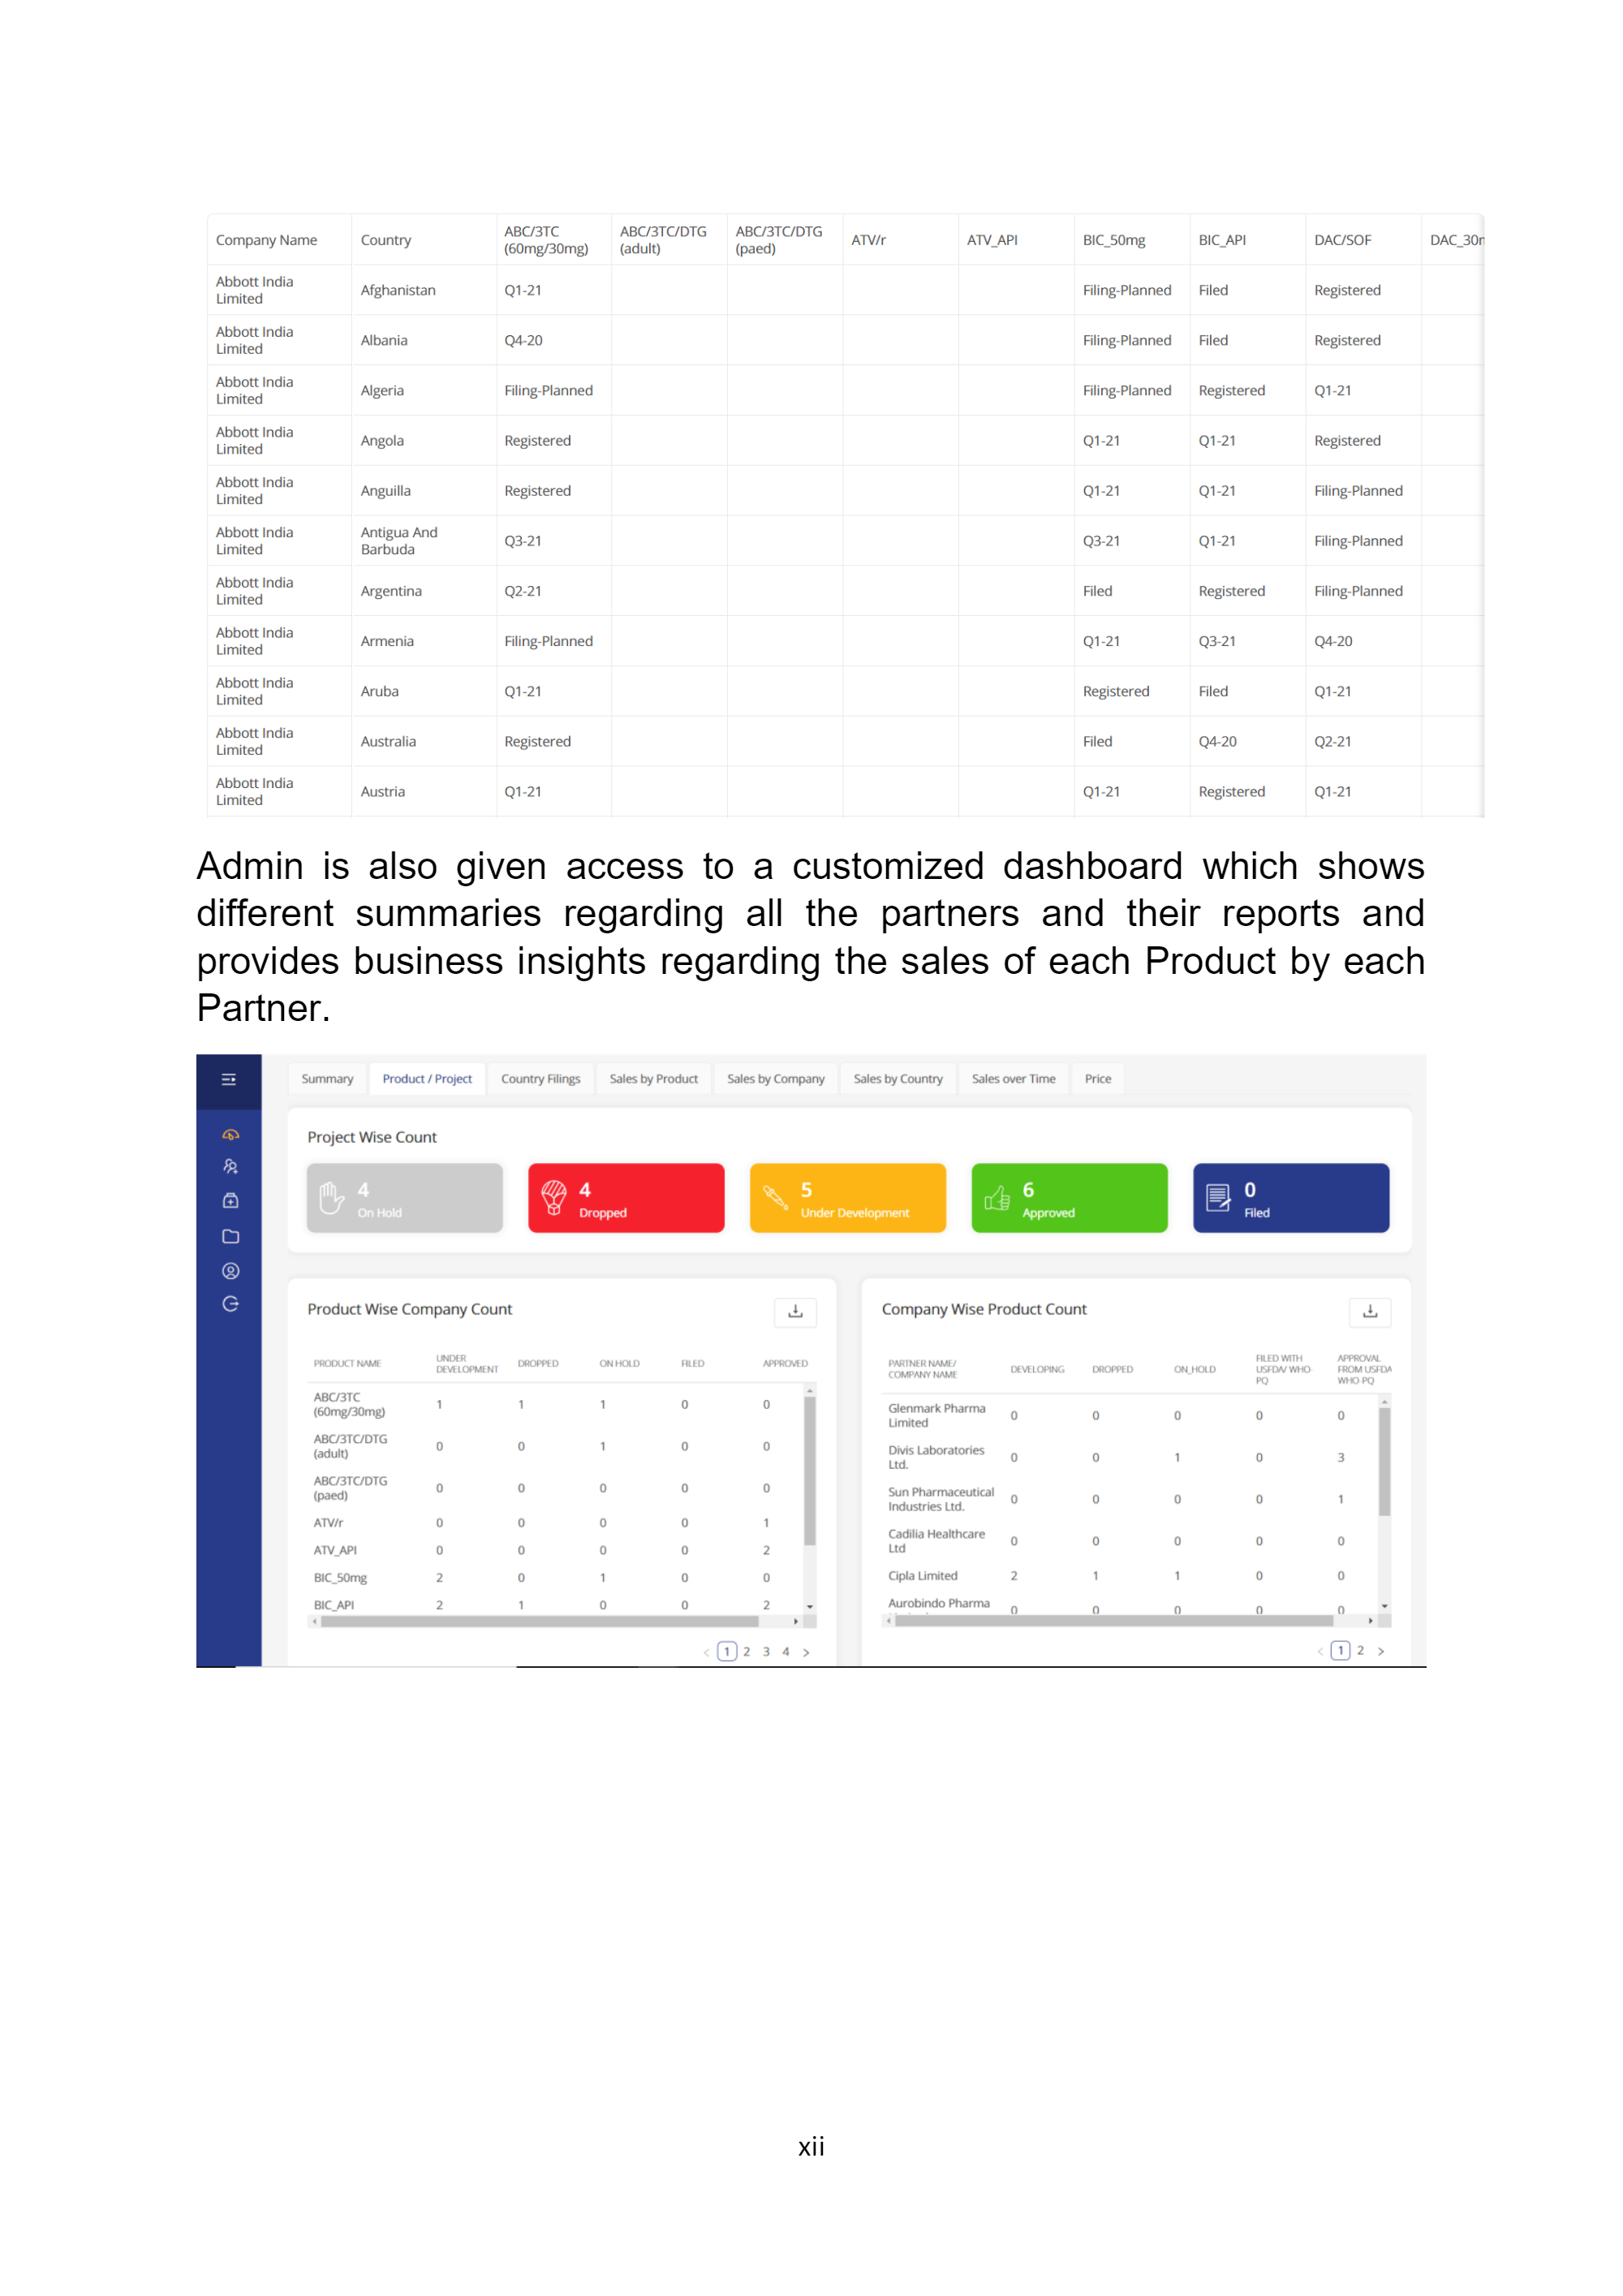 Company Name Country ABC/3TC (60mg/30mg) ABC/3TC/DTG (adult) ABC/3TC/DTG (paed) ATV/r ATV_API BIC_50mg BIC_API DAC/SOF DAC_30m
Abbott India Limited Afghanistan Q1-21 Filing-Planned Filed Registered
Abbott India Limited Albania Q4-20 Filing-Planned Filed Registered
Abbott India Limited Algeria Filing-Planned Filing-Planned Registered Q1-21
Abbott India Limited Angola Registered Q1-21 Q1-21 Registered
Abbott India Limited Anguilla Registered Q1-21 Q1-21 Filing-Planned
Abbott India Limited Antigua And Barbuda Q3-21 Q3-21 Q1-21 Filing-Planned
Abbott India Limited Argentina Q2-21 Filed Registered Filing-Planned
Abbott India Limited Armenia Filing-Planned Q1-21 Q3-21 Q4-20
Abbott India Limited Aruba Q1-21 Registered Filed Q1-21
Abbott India Limited Australia Registered Filed Q4-20 Q2-21
Abbott India Limited Austria Q1-21 Q1-21 Registered Q1-21
Admin is also given access to a customized dashboard which shows
different summaries regarding all the partners and their reports and
provides business insights regarding the sales of each Product by each
Partner.
Summary Product / Project Country Filings Sales by Product Sales by Company Sales by Country Sales over Time Price
Project Wise Count
4 On Hold
4 Dropped
5 Under Development
6 Approved
0 Filed
Product Wise Company Count
PRODUCT NAME UNDER DEVELOPMENT DROPPED ON HOLD FILED APPROVED
ABC/3TC (60mg/30mg) 1 1 1 0 0
ABC/3TC/DTG (adult) 0 0 1 0 0
ABC/3TC/DTG (paed) 0 0 0 0 0
ATV/r 0 0 0 0 1
ATV_API 0 0 0 0 2
BIC_50mg 2 0 1 0 0
BIC_API 2 1 0 0 2
< 1 2 3 4 >
Company Wise Product Count
PARTNER NAME/ COMPANY NAME DEVELOPING DROPPED ON_HOLD FILED WITH USFDA/ WHO-PQ APPROVAL FROM USFDA WHO-PQ
Glenmark Pharma Limited 0 0 0 0 0
Divis Laboratories Ltd. 0 0 1 0 3
Sun Pharmaceutical Industries Ltd. 0 0 0 0 1
Cadilia Healthcare Ltd 0 0 0 0 0
Cipla Limited 2 1 1 0 0
Aurobindo Pharma 0 0 0 0 0
< 1 2 >
xii